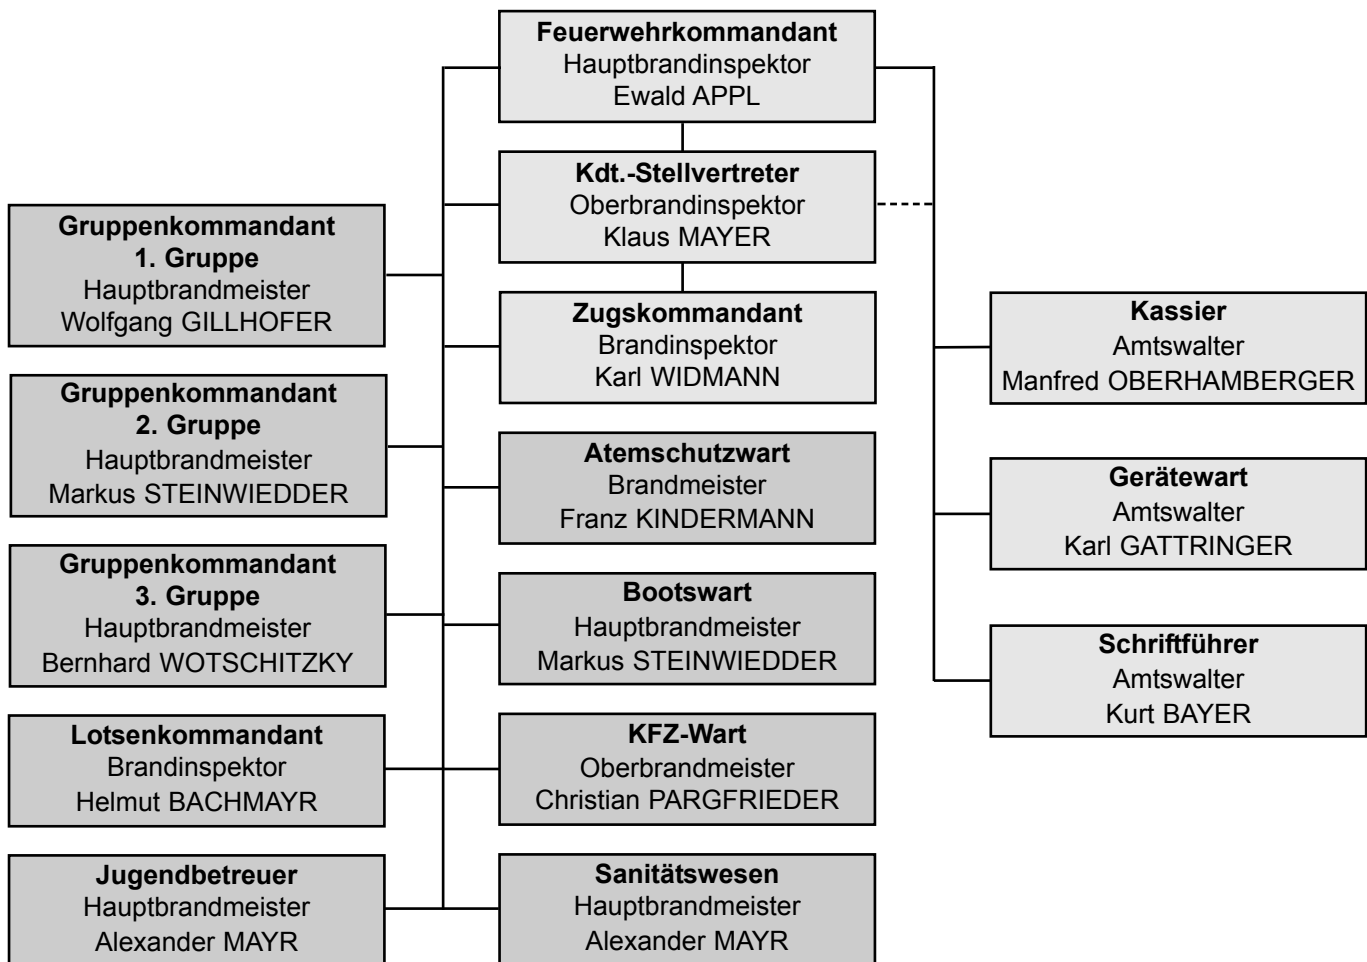 Feuerwehrkommandant
Hauptbrandinspektor
Ewald APPL
Kdt.-Stellvertreter
Oberbrandinspektor
Klaus MAYER
Zugskommandant
Brandinspektor
Karl WIDMANN
Atemschutzwart
Brandmeister
Franz KINDERMANN
Bootswart
Hauptbrandmeister
Markus STEINWIEDDER
KFZ-Wart
Oberbrandmeister
Christian PARGFRIEDER
Sanitätswesen
Hauptbrandmeister
Alexander MAYR
Gruppenkommandant
1. Gruppe
Hauptbrandmeister
Wolfgang GILLHOFER
Gruppenkommandant
2. Gruppe
Hauptbrandmeister
Markus STEINWIEDDER
Gruppenkommandant
3. Gruppe
Hauptbrandmeister
Bernhard WOTSCHITZKY
Lotsenkommandant
Brandinspektor
Helmut BACHMAYR
Jugendbetreuer
Hauptbrandmeister
Alexander MAYR
Kassier
Amtswalter
Manfred OBERHAMBERGER
Gerätewart
Amtswalter
Karl GATTRINGER
Schriftführer
Amtswalter
Kurt BAYER